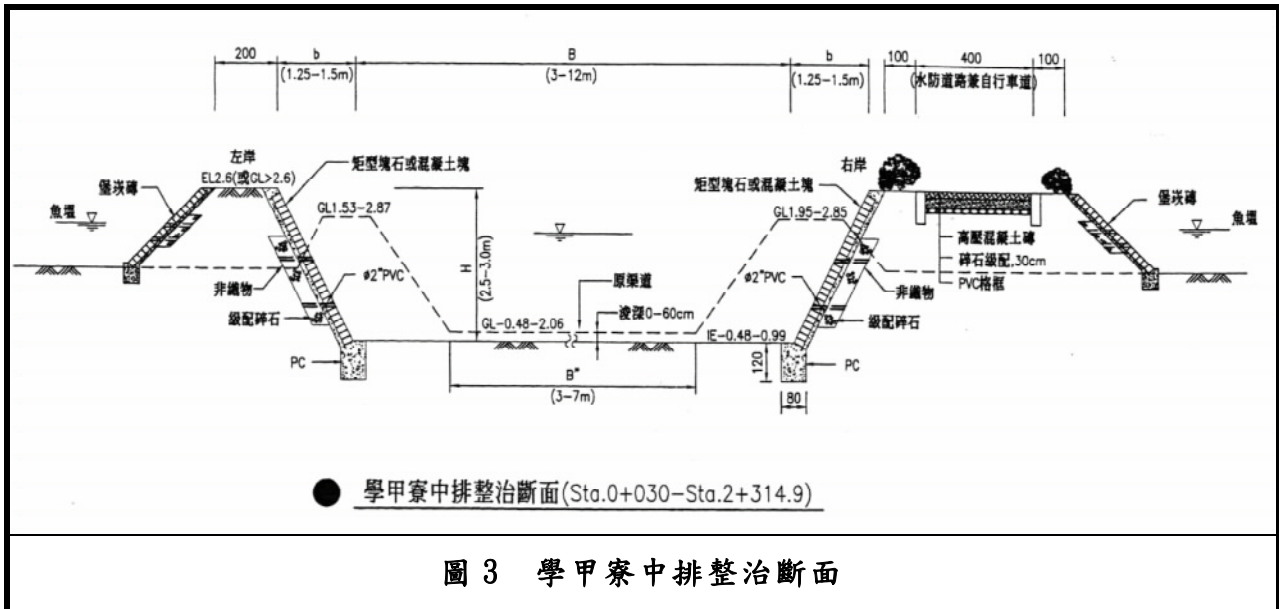 200 b B b 100 400 100
(1.25-1.5m) (3-12m) (1.25-1.5m) (水防道路兼自行車道)
左岸
EL2.6(或GL>2.6)
矩型塊石或混凝土塊
堡崁磚
魚塭
GL1.53-2.87
H
(2.5-3.0m)
ø2"PVC
非織物
級配碎石
PC
GL-0.48-2.06
原渠道
浚深0-60cm
IE-0.48-0.99
B"
(3-7m)
右岸
矩型塊石或混凝土塊
GL1.95-2.85
ø2"PVC
非織物
級配碎石
PC
120
80
高壓混凝土磚
碎石級配,30cm
PVC格框
堡崁磚
魚塭
學甲寮中排整治斷面(Sta.0+030-Sta.2+314.9)
圖 3 學甲寮中排整治斷面